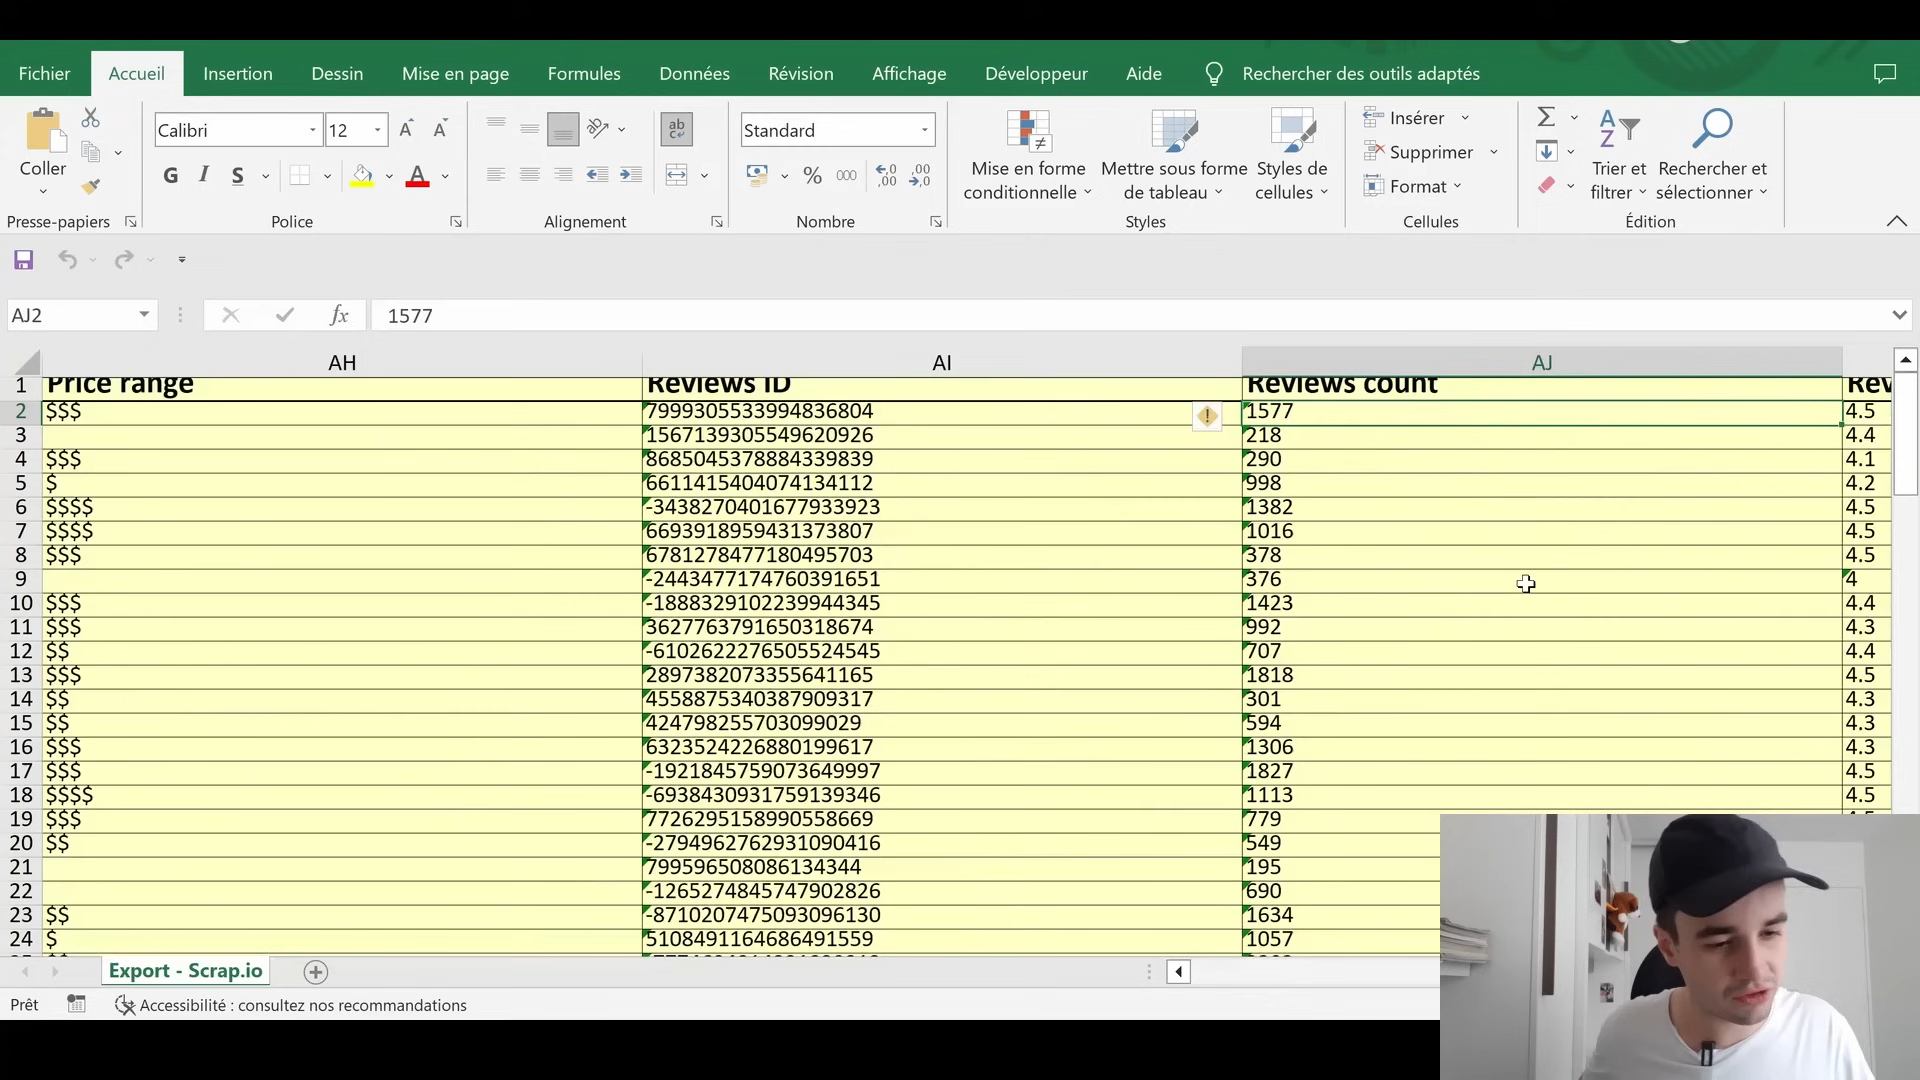 Fichier Accueil Insertion Dessin Mise en page Formules Données Révision Affichage Développeur Aide Rechercher des outils adaptés
Coller
Presse-papiers
Calibri 12
G I S
Police
ab
Alignement
Standard
% 000 ,00 ,00
Nombre
Mise en forme conditionnelle
Mettre sous forme de tableau
Styles de cellules
Styles
Insérer
Supprimer
Format
Cellules
Trier et filtrer
Rechercher et sélectionner
Édition
AJ2 fx 1577
AH AI AJ
1 Price range Reviews ID Reviews count Rev
2 $$$ 7999305533994836804 1577 4.5
3 1567139305549620926 218 4.4
4 $$$ 8685045378884339839 290 4.1
5 $ 6611415404074134112 998 4.2
6 $$$$ -3438270401677933923 1382 4.5
7 $$$$ 6693918959431373807 1016 4.5
8 $$$ 6781278477180495703 378 4.5
9 -2443477174760391651 376 4
10 $$$ -1888329102239944345 1423 4.4
11 $$$ 3627763791650318674 992 4.3
12 $$ -6102622276505524545 707 4.4
13 $$$ 2897382073355641165 1818 4.5
14 $$ 4558875340387909317 301 4.3
15 $$ 424798255703099029 594 4.3
16 $$$ 6323524226880199617 1306 4.3
17 $$$ -1921845759073649997 1827 4.5
18 $$$$ -6938430931759139346 1113 4.5
19 $$$ 7726295158990558669 779
20 $$ -2794962762931090416 549
21 799596508086134344 195
22 -1265274845747902826 690
23 $$ -8710207475093096130 1634
24 $ 5108491164686491559 1057
Export - Scrap.io
Prêt Accessibilité : consultez nos recommandations